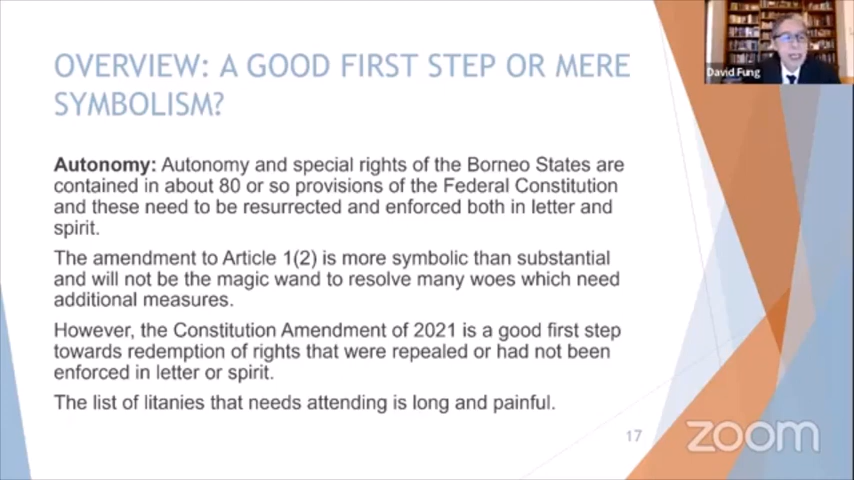 OVERVIEW: A GOOD FIRST STEP OR MERE
SYMBOLISM?
David Fung
Autonomy: Autonomy and special rights of the Borneo States are
contained in about 80 or so provisions of the Federal Constitution
and these need to be resurrected and enforced both in letter and
spirit.
The amendment to Article 1(2) is more symbolic than substantial
and will not be the magic wand to resolve many woes which need
additional measures.
However, the Constitution Amendment of 2021 is a good first step
towards redemption of rights that were repealed or had not been
enforced in letter or spirit.
The list of litanies that needs attending is long and painful.
17
zoom